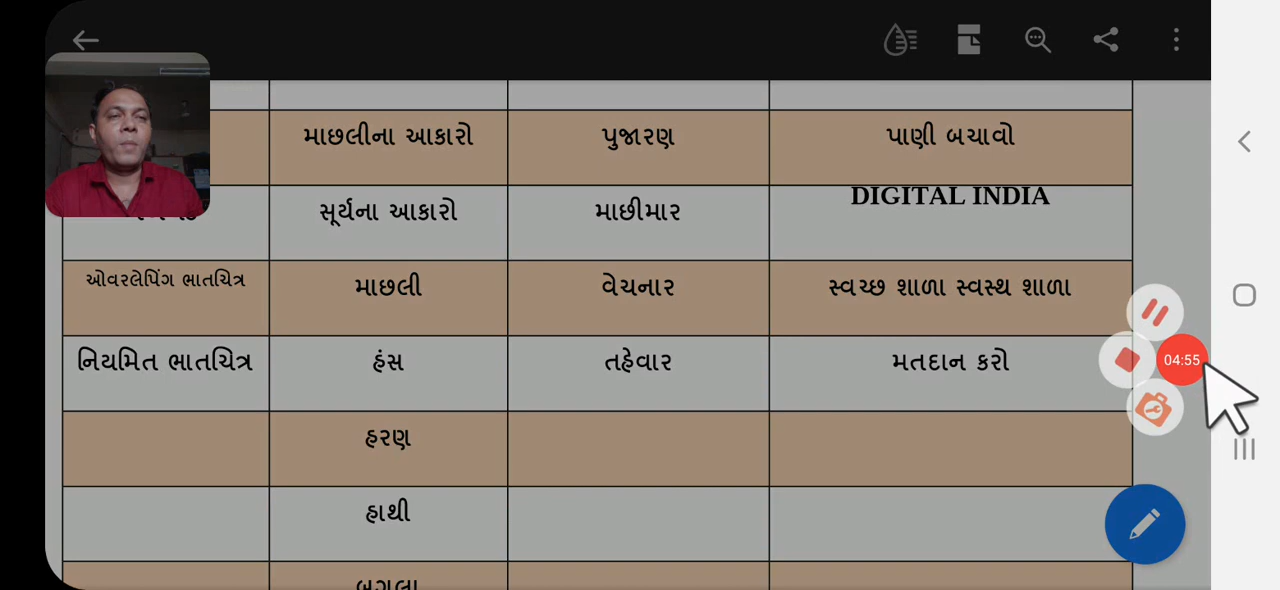 માછલીના આકારો પુજારણ પાણી બચાવો
સૂર્યના આકારો માછીમાર DIGITAL INDIA
ઓવરલેપિંગ ભાતચિત્ર માછલી વેચનાર સ્વચ્છ શાળા સ્વસ્થ શાળા
નિયમિત ભાતચિત્ર હંસ તહેવાર મતદાન કરો
હરણ
હાથી
બગલા
04:55